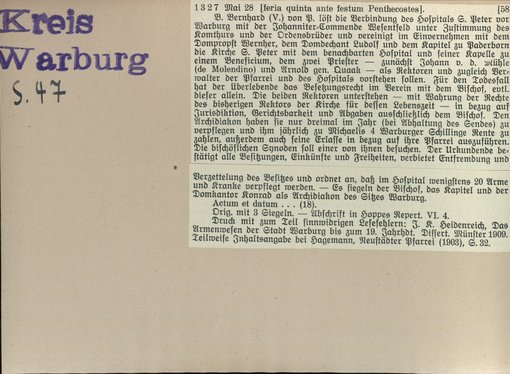 Kreis
Warburg
S. 47
1327 Mai 28 [feria quinta ante festum Penthecostes]. [58
B. Bernhard (V.) von P. löst die Verbindung des Hospitals S. Peter vor
Warburg mit der Johanniter-Commende Wesentfeld unter Zustimmung des
Komthurs und der Ordensbrüder und vereinigt im Einvernehmen mit dem
Dompropst Wernher, dem Domdechant Ludolf und dem Kapitel zu Paderborn
die Kirche S. Peter mit dem benachbarten Hospital und seiner Kapelle zu
einem Beneficium, dem zwei Priester — zunächst Johann v. d. Mühle
(de Molendino) und Arnold gen. Quaak — als Rektoren und zugleich Ver-
walter der Pfarrei und des Hospitals vorstehen sollen. Für den Todesfall
hat der Überlebende das Besetzungsrecht im Verein mit dem Bischof, evtl.
dieser allein. Die beiden Rektoren unterstehen — mit Wahrung der Rechte
des bisherigen Rektors der Kirche für dessen Lebenszeit — in bezug auf
Jurisdiktion, Gerichtsbarkeit und Abgaben ausschließlich dem Bischof. Den
Archidiakon haben sie nur dreimal im Jahr (bei Abhaltung des Sendes) zu
verpflegen und ihm jährlich zu Michaelis 4 Warburger Schillinge Rente zu
zahlen, außerdem auch seine Erlasse in bezug auf ihre Pfarrei auszuführen.
Die bischöflichen Synoden soll einer von ihnen besuchen. Der Urkundende be-
stätigt alle Besitzungen, Einkünfte und Freiheiten, verbietet Entfremdung und
Verzettelung des Besitzes und ordnet an, daß im Hospital wenigstens 20 Arme
und Kranke verpflegt werden. — Es siegeln der Bischof, das Kapitel und der
Domkantor Konrad als Archidiakon des Sitzes Warburg.
Actum et datum . . . (18).
Orig. mit 3 Siegeln. — Abschrift in Hoppes Repert. VI. 4.
Druck mit zum Teil sinnwidrigen Lesefehlern: J. K. Heidenreich, Das
Armenwesen der Stadt Warburg bis zum 19. Jahrhdt. Dissert. Münster 1909.
Teilweise Inhaltsangabe bei Hagemann, Neustädter Pfarrei (1903), S. 32.